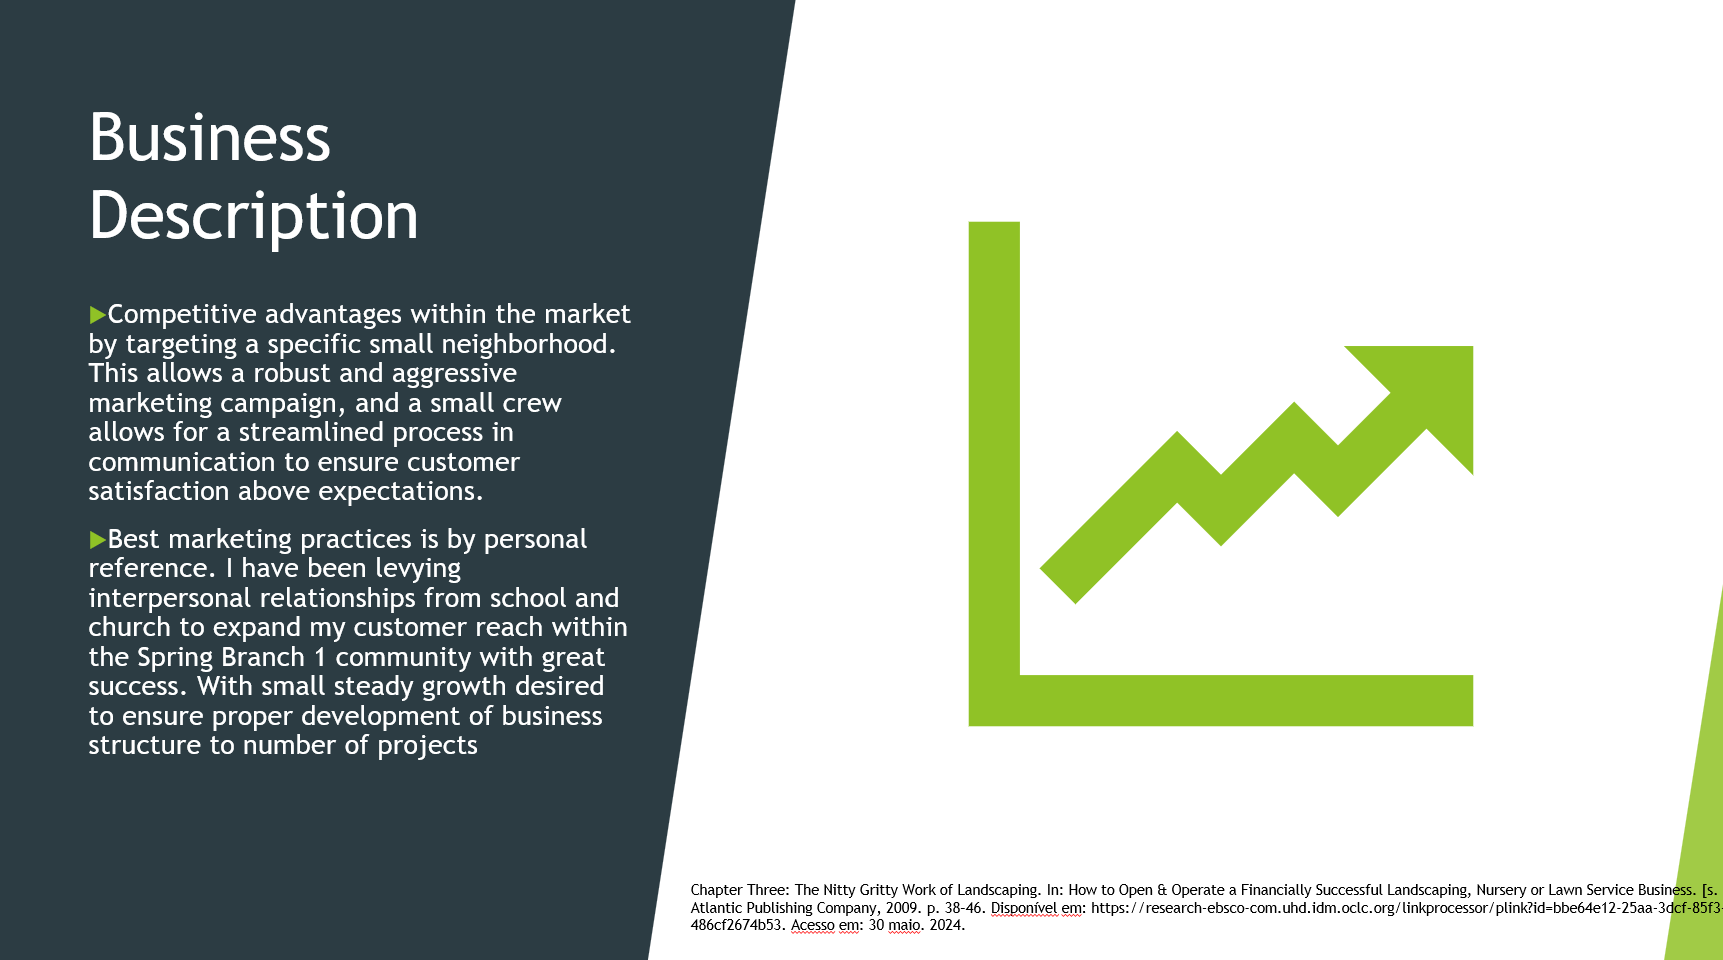 Business
Description
Competitive advantages within the market
by targeting a specific small neighborhood.
This allows a robust and aggressive
marketing campaign, and a small crew
allows for a streamlined process in
communication to ensure customer
satisfaction above expectations.
Best marketing practices is by personal
reference. I have been levying
interpersonal relationships from school and
church to expand my customer reach within
the Spring Branch 1 community with great
success. With small steady growth desired
to ensure proper development of business
structure to number of projects
Chapter Three: The Nitty Gritty Work of Landscaping. In: How to Open & Operate a Financially Successful Landscaping, Nursery or Lawn Service Business. [s.
Atlantic Publishing Company, 2009. p. 38-46. Disponível em: https://research-ebsco-com.uhd.idm.oclc.org/linkprocessor/plink?id=bbe64e12-25aa-3dcf-85f3-
486cf2674b53. Acesso em: 30 maio. 2024.